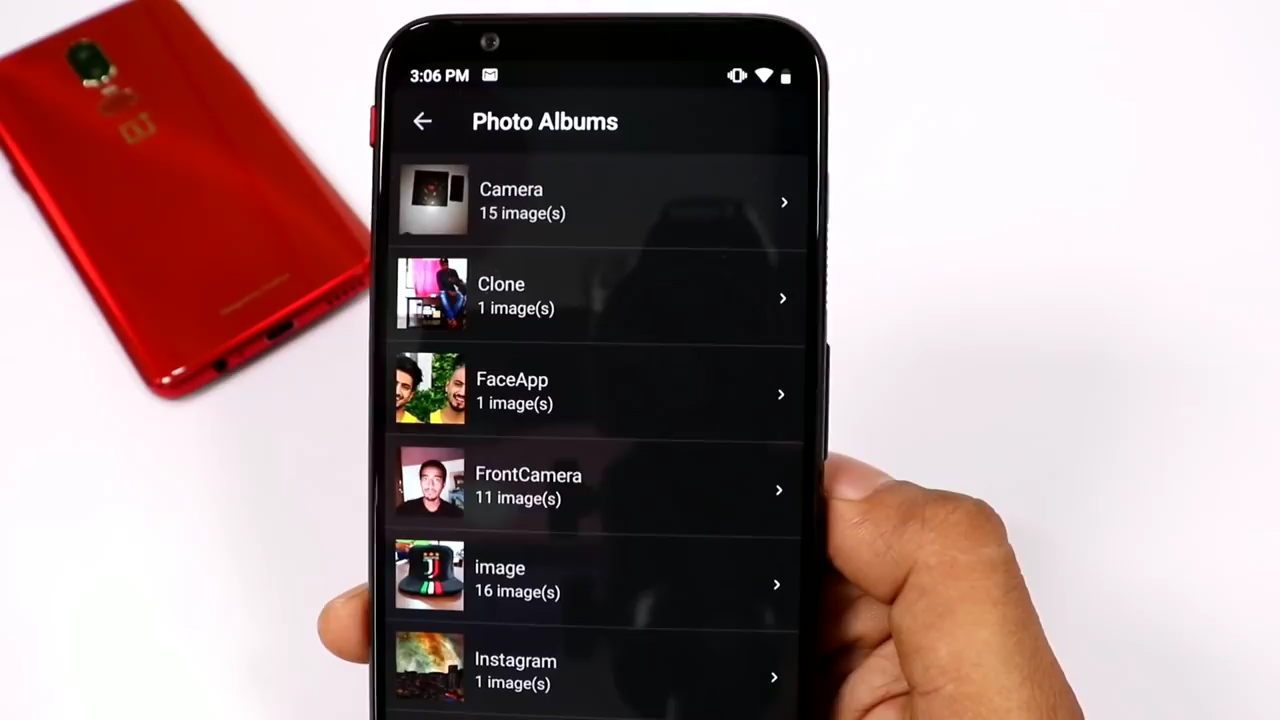 3:06 PM
Photo Albums
Camera
15 image(s)
Clone
1 image(s)
FaceApp
1 image(s)
FrontCamera
11 image(s)
image
16 image(s)
Instagram
1 image(s)